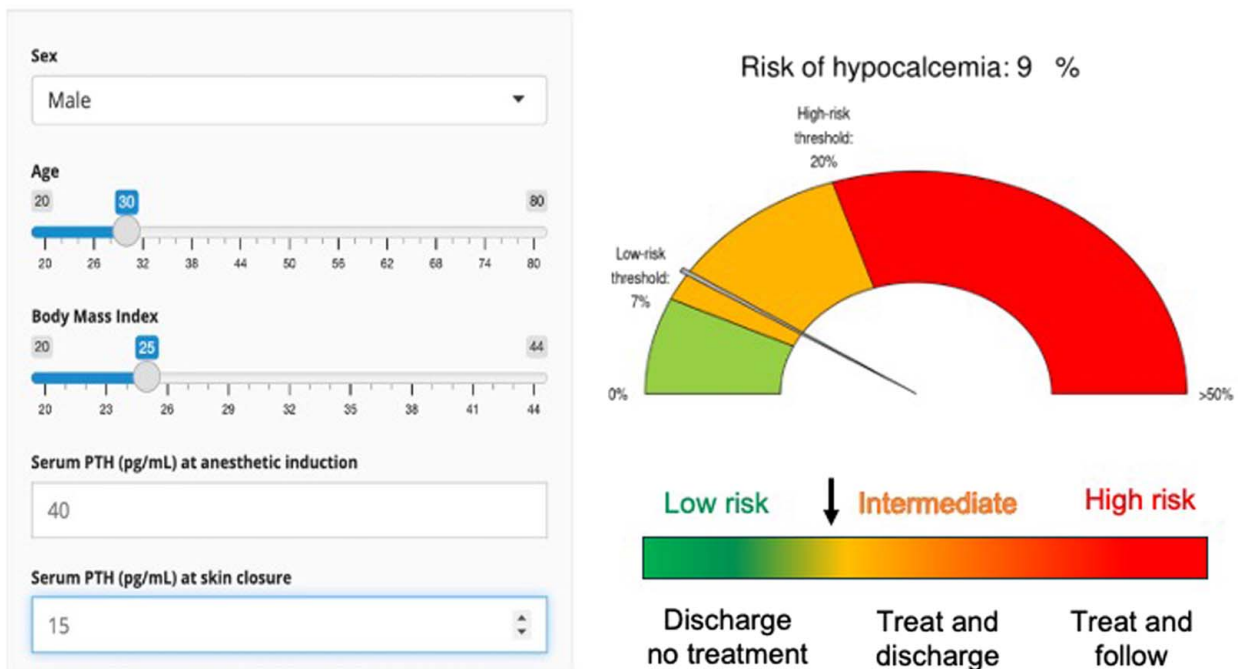 Sex
Male
Age
20
30
80
20 26 32 38 44 50 56 62 68 74 80
Body Mass Index
20
25
44
20 23 26 29 32 35 38 41 44
Serum PTH (pg/mL) at anesthetic induction
40
Serum PTH (pg/mL) at skin closure
15
Risk of hypocalcemia: 9 %
High-risk
threshold:
20%
Low-risk
threshold:
7%
0%
>50%
Low risk
Intermediate
High risk
Discharge
no treatment
Treat and
discharge
Treat and
follow